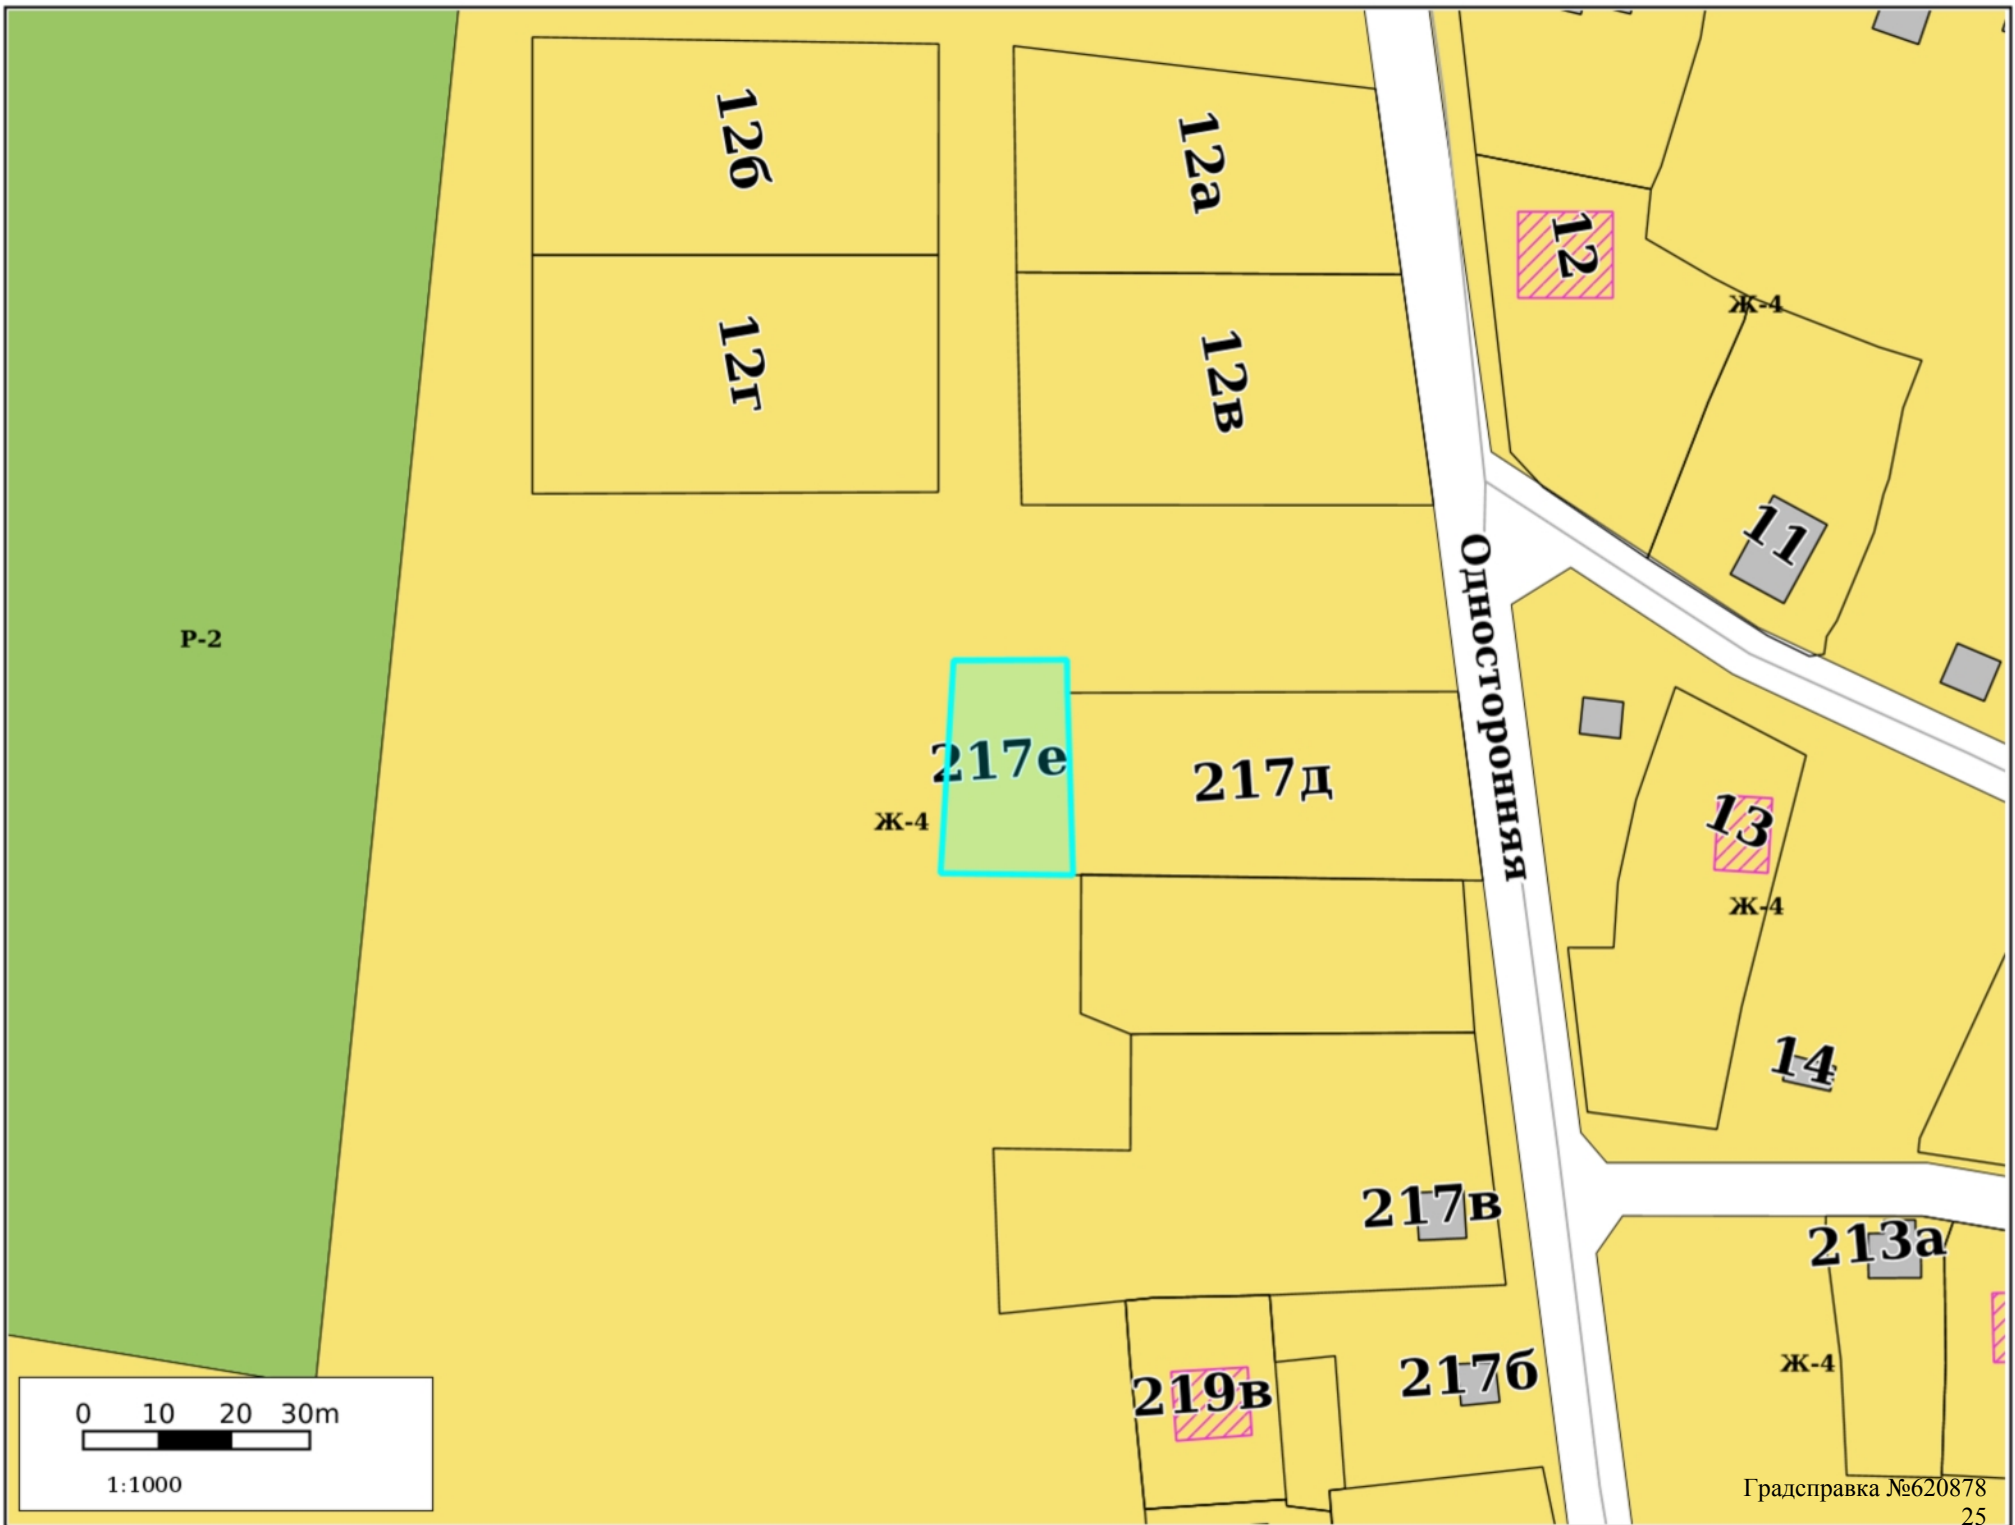 12б
12а
12
Ж-4
12г
12в
11
Односторонняя
Р-2
217е
217д
Ж-4
13
Ж-4
14
217в
213а
219в
217б
Ж-4
0 10 20 30m
1:1000
Градсправка №620878
25